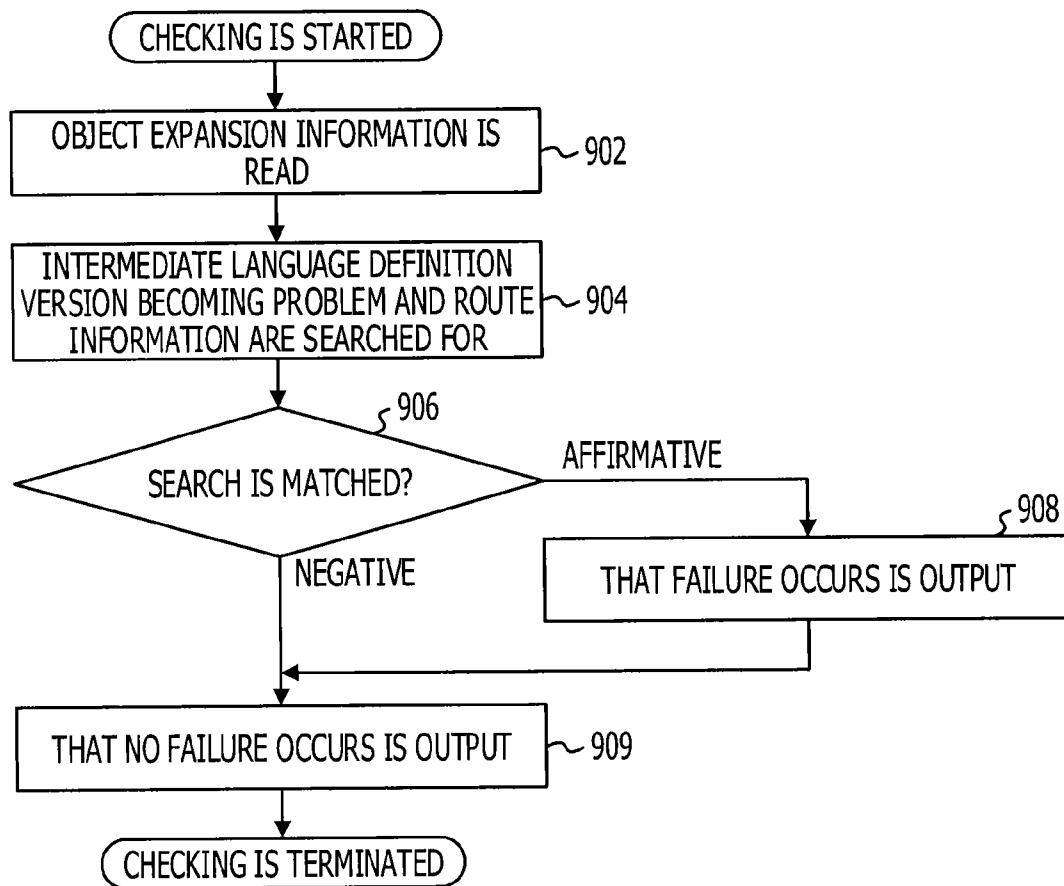 CHECKING IS STARTED
OBJECT EXPANSION INFORMATION IS
READ
902
INTERMEDIATE LANGUAGE DEFINITION
VERSION BECOMING PROBLEM AND ROUTE
INFORMATION ARE SEARCHED FOR
904
906
SEARCH IS MATCHED?
AFFIRMATIVE
NEGATIVE
908
THAT FAILURE OCCURS IS OUTPUT
THAT NO FAILURE OCCURS IS OUTPUT
909
CHECKING IS TERMINATED